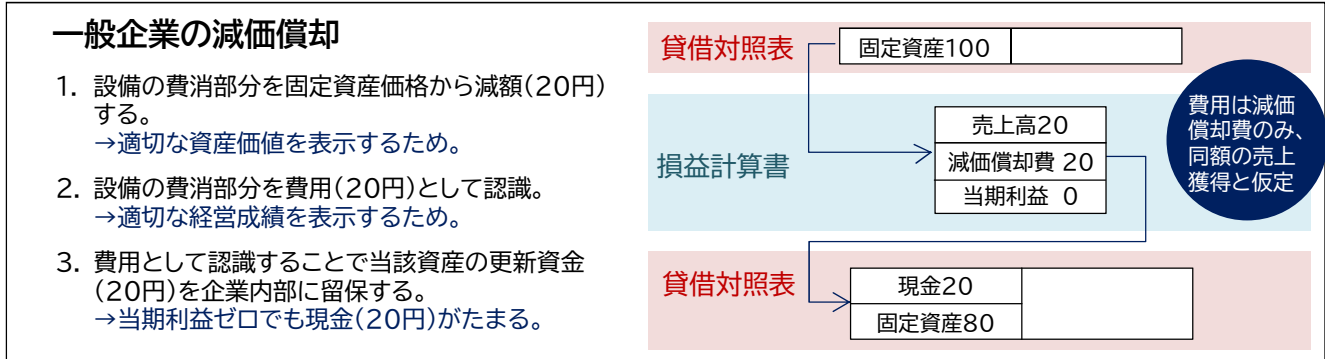 一般企業の減価償却
1. 設備の費消部分を固定資産価格から減額(20円)
する。
→適切な資産価値を表示するため。
2. 設備の費消部分を費用(20円)として認識。
→適切な経営成績を表示するため。
3. 費用として認識することで当該資産の更新資金
(20円)を企業内部に留保する。
→当期利益ゼロでも現金(20円)がたまる。
貸借対照表
固定資産100
損益計算書
売上高20
減価償却費 20
当期利益 0
費用は減価
償却費のみ、
同額の売上
獲得と仮定
貸借対照表
現金20
固定資産80